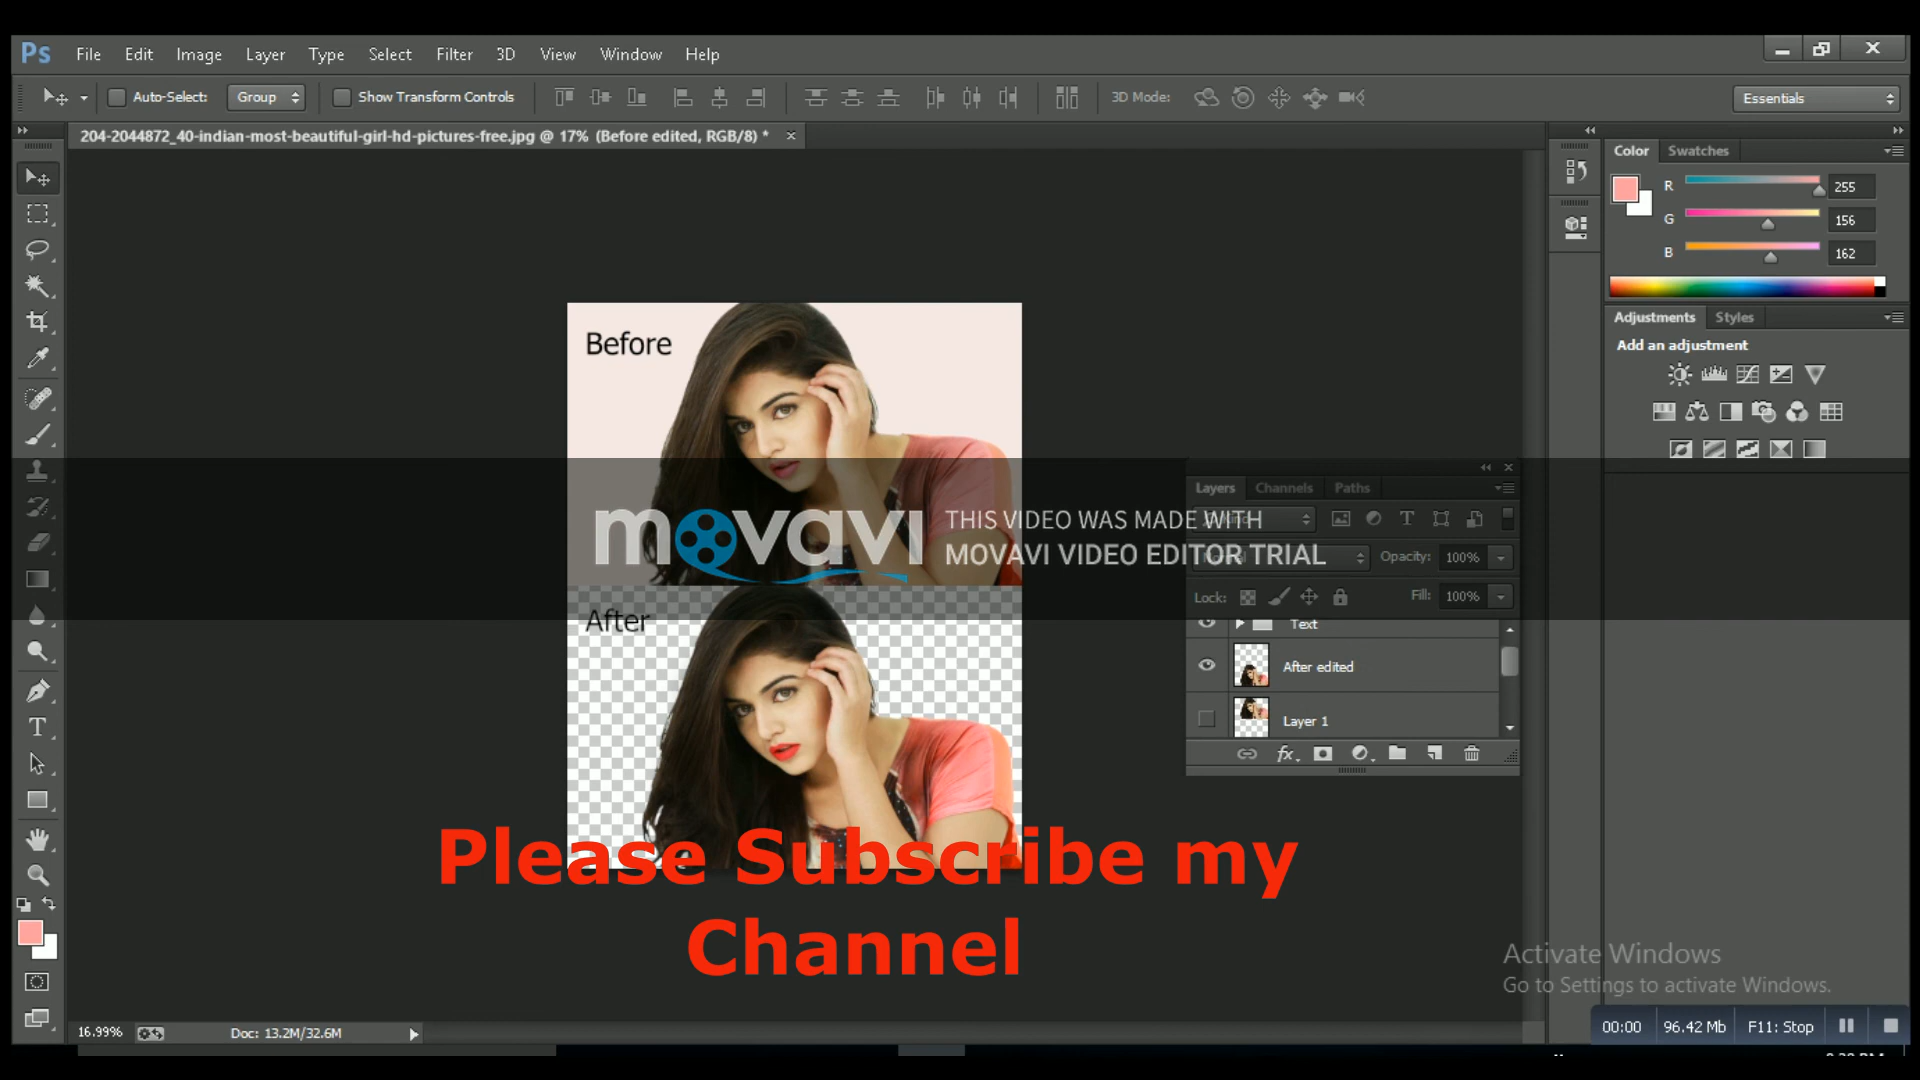 Ps File Edit Image Layer Type Select Filter 3D View Window Help
Auto-Select: Group Show Transform Controls 3D Mode: Essentials
204-2044872_40-indian-most-beautiful-girl-hd-pictures-free.jpg @ 17% (Before edited, RGB/8) *
Color Swatches
R 255
G 156
B 162
Adjustments Styles
Add an adjustment
Before
Layers Channels Paths
movavi
THIS VIDEO WAS MADE WITH
MOVAVI VIDEO EDITOR TRIAL
Opacity: 100%
Lock: Fill: 100%
After
Text
After edited
Layer 1
Please Subscribe my
Channel
Activate Windows
Go to Settings to activate Windows.
16.99% Doc: 13.2M/32.6M
00:00 96.42 Mb F11: Stop